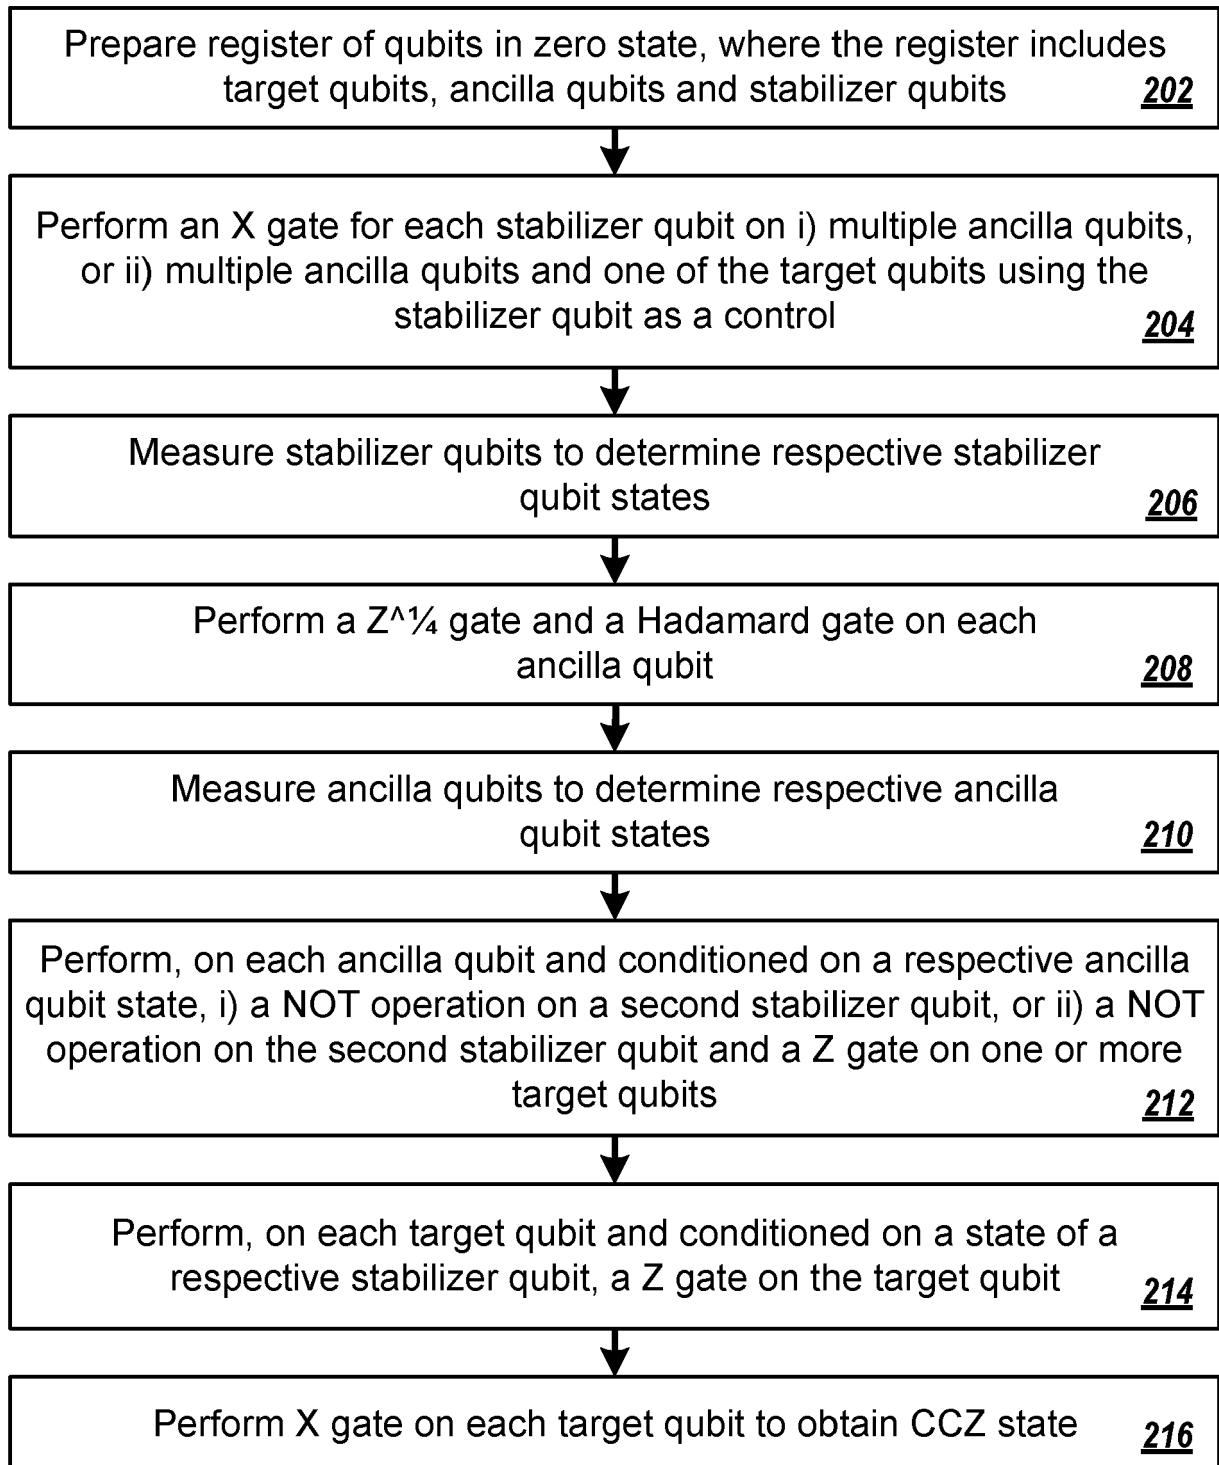 Prepare register of qubits in zero state, where the register includes
target qubits, ancilla qubits and stabilizer qubits
202
Perform an X gate for each stabilizer qubit on i) multiple ancilla qubits,
or ii) multiple ancilla qubits and one of the target qubits using the
stabilizer qubit as a control
204
Measure stabilizer qubits to determine respective stabilizer
qubit states
206
Perform a Z^¼ gate and a Hadamard gate on each
ancilla qubit
208
Measure ancilla qubits to determine respective ancilla
qubit states
210
Perform, on each ancilla qubit and conditioned on a respective ancilla
qubit state, i) a NOT operation on a second stabilizer qubit, or ii) a NOT
operation on the second stabilizer qubit and a Z gate on one or more
target qubits
212
Perform, on each target qubit and conditioned on a state of a
respective stabilizer qubit, a Z gate on the target qubit
214
Perform X gate on each target qubit to obtain CCZ state
216